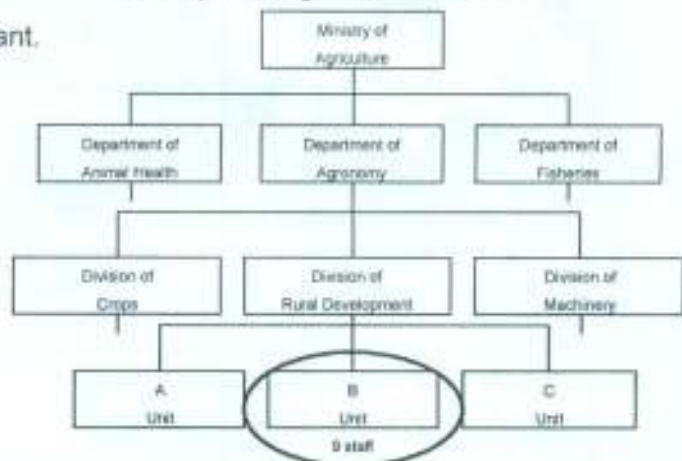 ant.
Ministry of
Agriculture
Department of
Animal Health
Department of
Agronomy
Department of
Fisheries
Division of
Crops
Division of
Rural Development
Division of
Machinery
A
Unit
B
Unit
9 staff
C
Unit